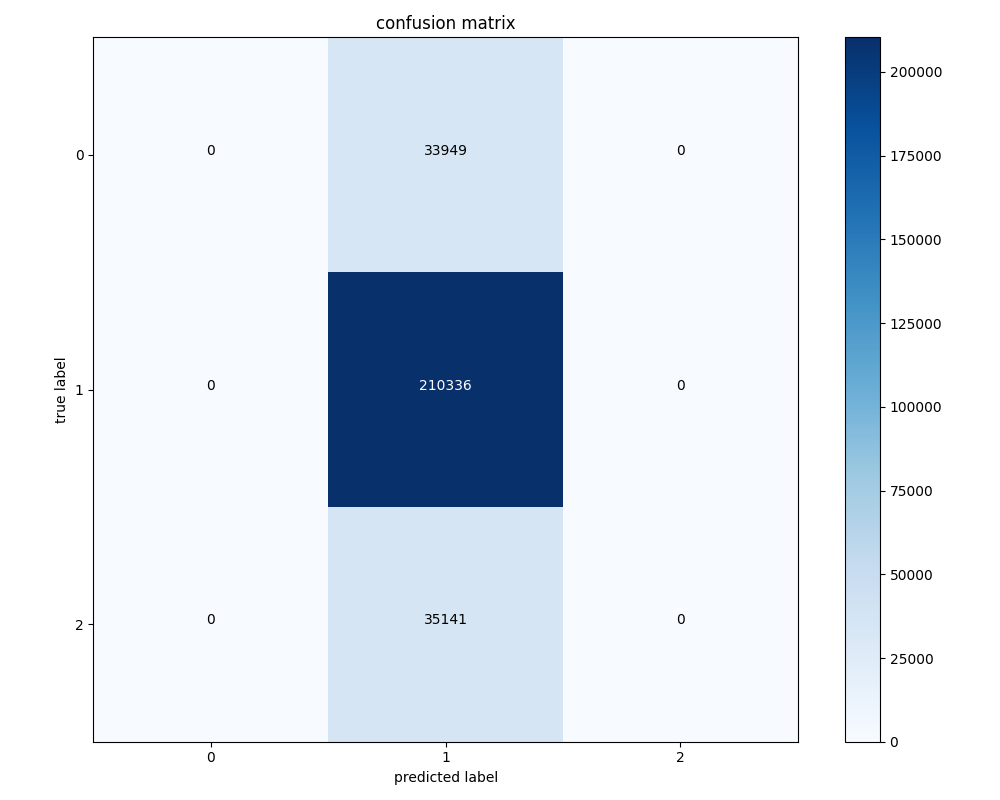 confusion matrix
0 0 33949 0
1 0 210336 0
2 0 35141 0
0 1 2
true label
predicted label
200000
175000
150000
125000
100000
75000
50000
25000
0